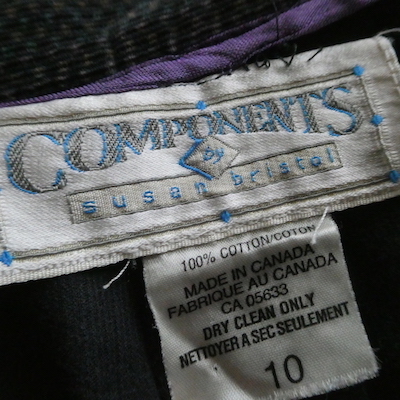 COMPONENTS
by
susan bristol
100% COTTON/COTON
MADE IN CANADA
FABRIQUE AU CANADA
CA 05633
DRY CLEAN ONLY
NETTOYER A SEC SEULEMENT
10